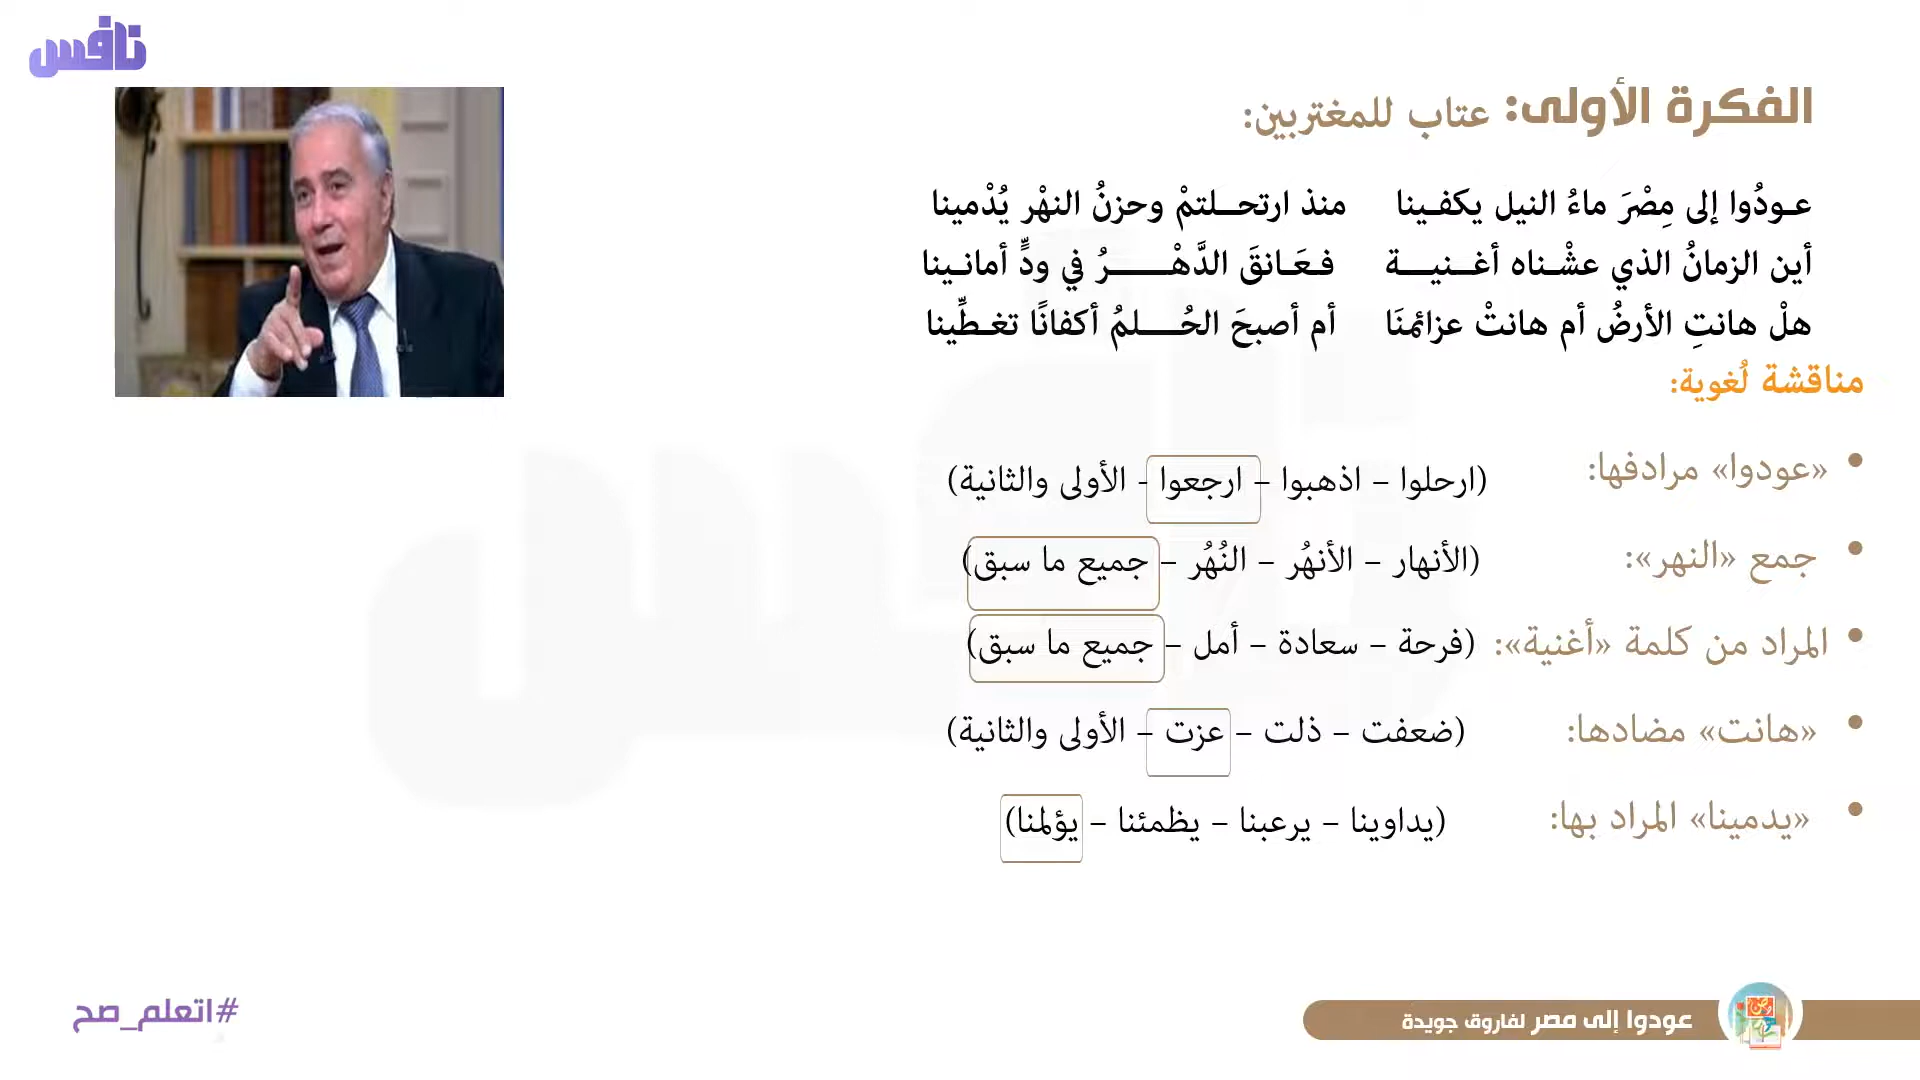 نافس
الفكرة الأولى: عتاب للمغتربين:
عـودُوا إلى مِصْرَ ماءُ النيل يكفـينا منذ ارتحـــلتمْ وحزنُ النهْر يُدْمينا
أين الزمانُ الذي عشْـناه أغـــنيـــة فـعَـانقَ الدَّهْـــــرُ في ودٍّ أمانـينا
هلْ هانتِ الأرضُ أم هانتْ عزائمنَا أم أصبحَ الحُــــلمُ أكفانًا تغـطِّينا
مناقشة لُغوية:
• «عودوا» مرادفها: (ارحلوا – اذهبوا – ارجعوا - الأولى والثانية)
• جمع «النهر»: (الأنهار – الأنهُر – النُهُر – جميع ما سبق)
• المراد من كلمة «أغنية»: (فرحة – سعادة – أمل – جميع ما سبق)
• «هانت» مضادها: (ضعفت – ذلت – عزت – الأولى والثانية)
• «يدمينا» المراد بها: (يداوينا – يرعبنا – يظمئنا – يؤلمنا)
عودوا إلى مصر لفاروق جويدة
#اتعلم_صح